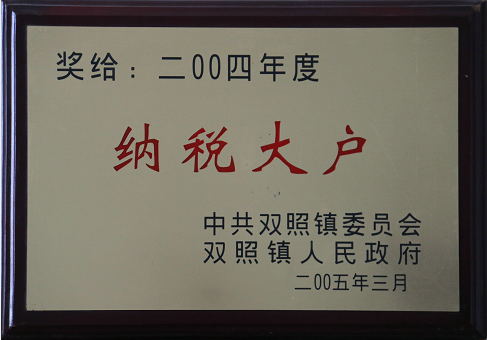 奖给：二00四年度
纳税大户
中共双照镇委员会
双照镇人民政府
二00五年三月